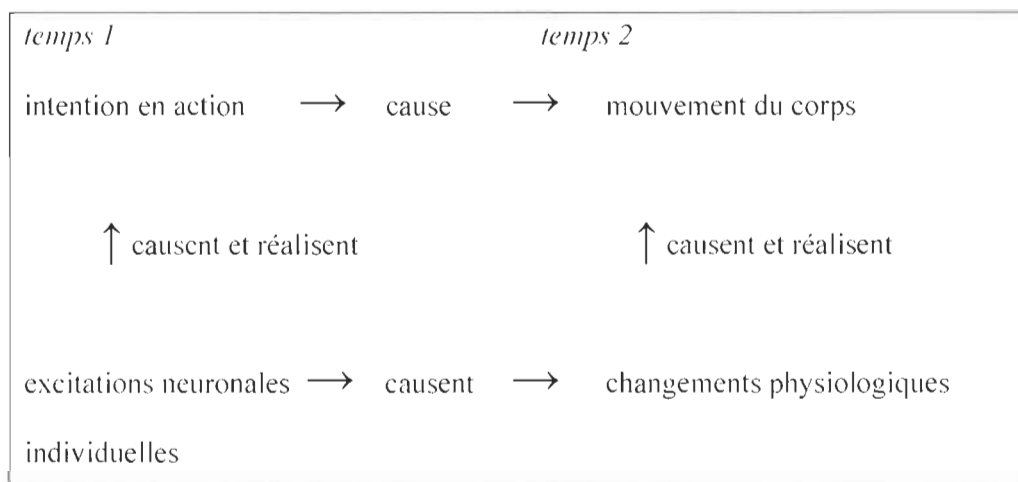 temps 1 temps 2
intention en action → cause → mouvement du corps
↑ causent et réalisent ↑ causent et réalisent
excitations neuronales → causent → changements physiologiques
individuelles